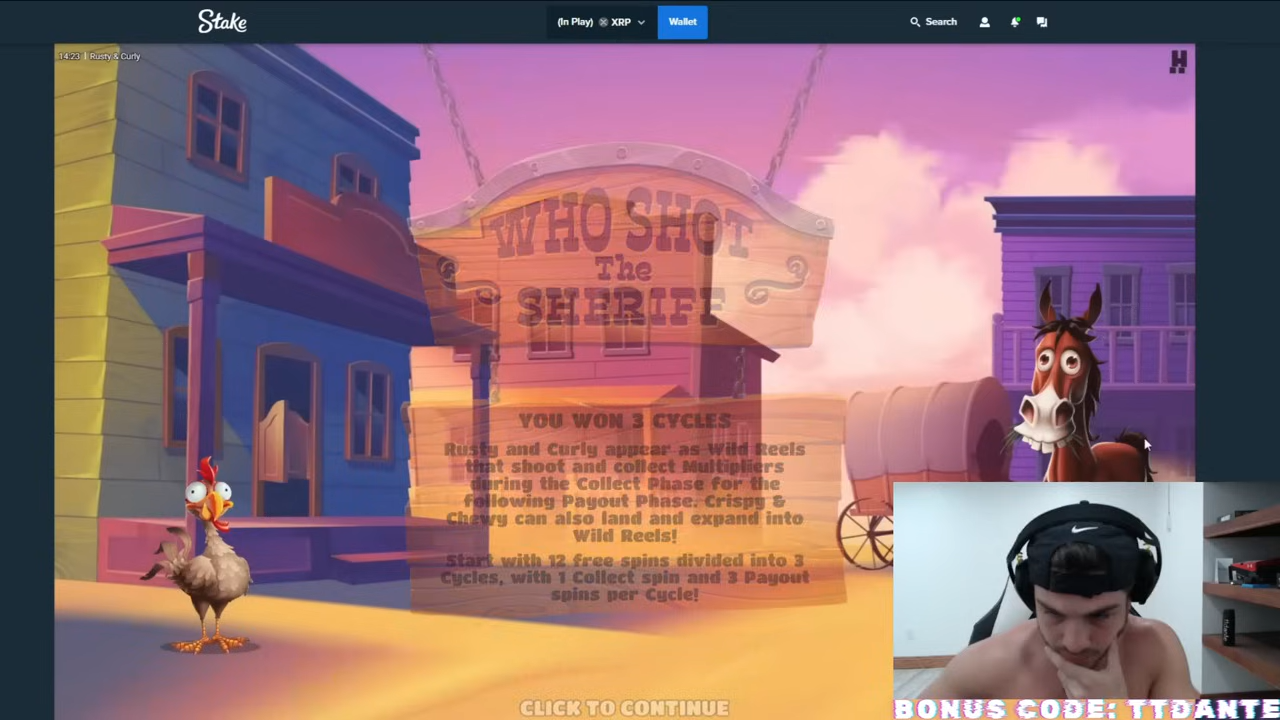 Stake
(In Play) XRP
Wallet
Search
14:23 | Rusty & Curly
WHO SHOT
The
SHERIFF
YOU WON 3 CYCLES
Rusty and Curly appear as Wild Reels
that shoot and collect Multipliers
during the Collect Phase for the
following Payout Phase. Crispy &
Chewy can also land and expand into
Wild Reels!
Start with 12 free spins divided into 3
Cycles, with 1 Collect spin and 3 Payout
spins per Cycle!
CLICK TO CONTINUE
BONUS CODE: TTDANTE